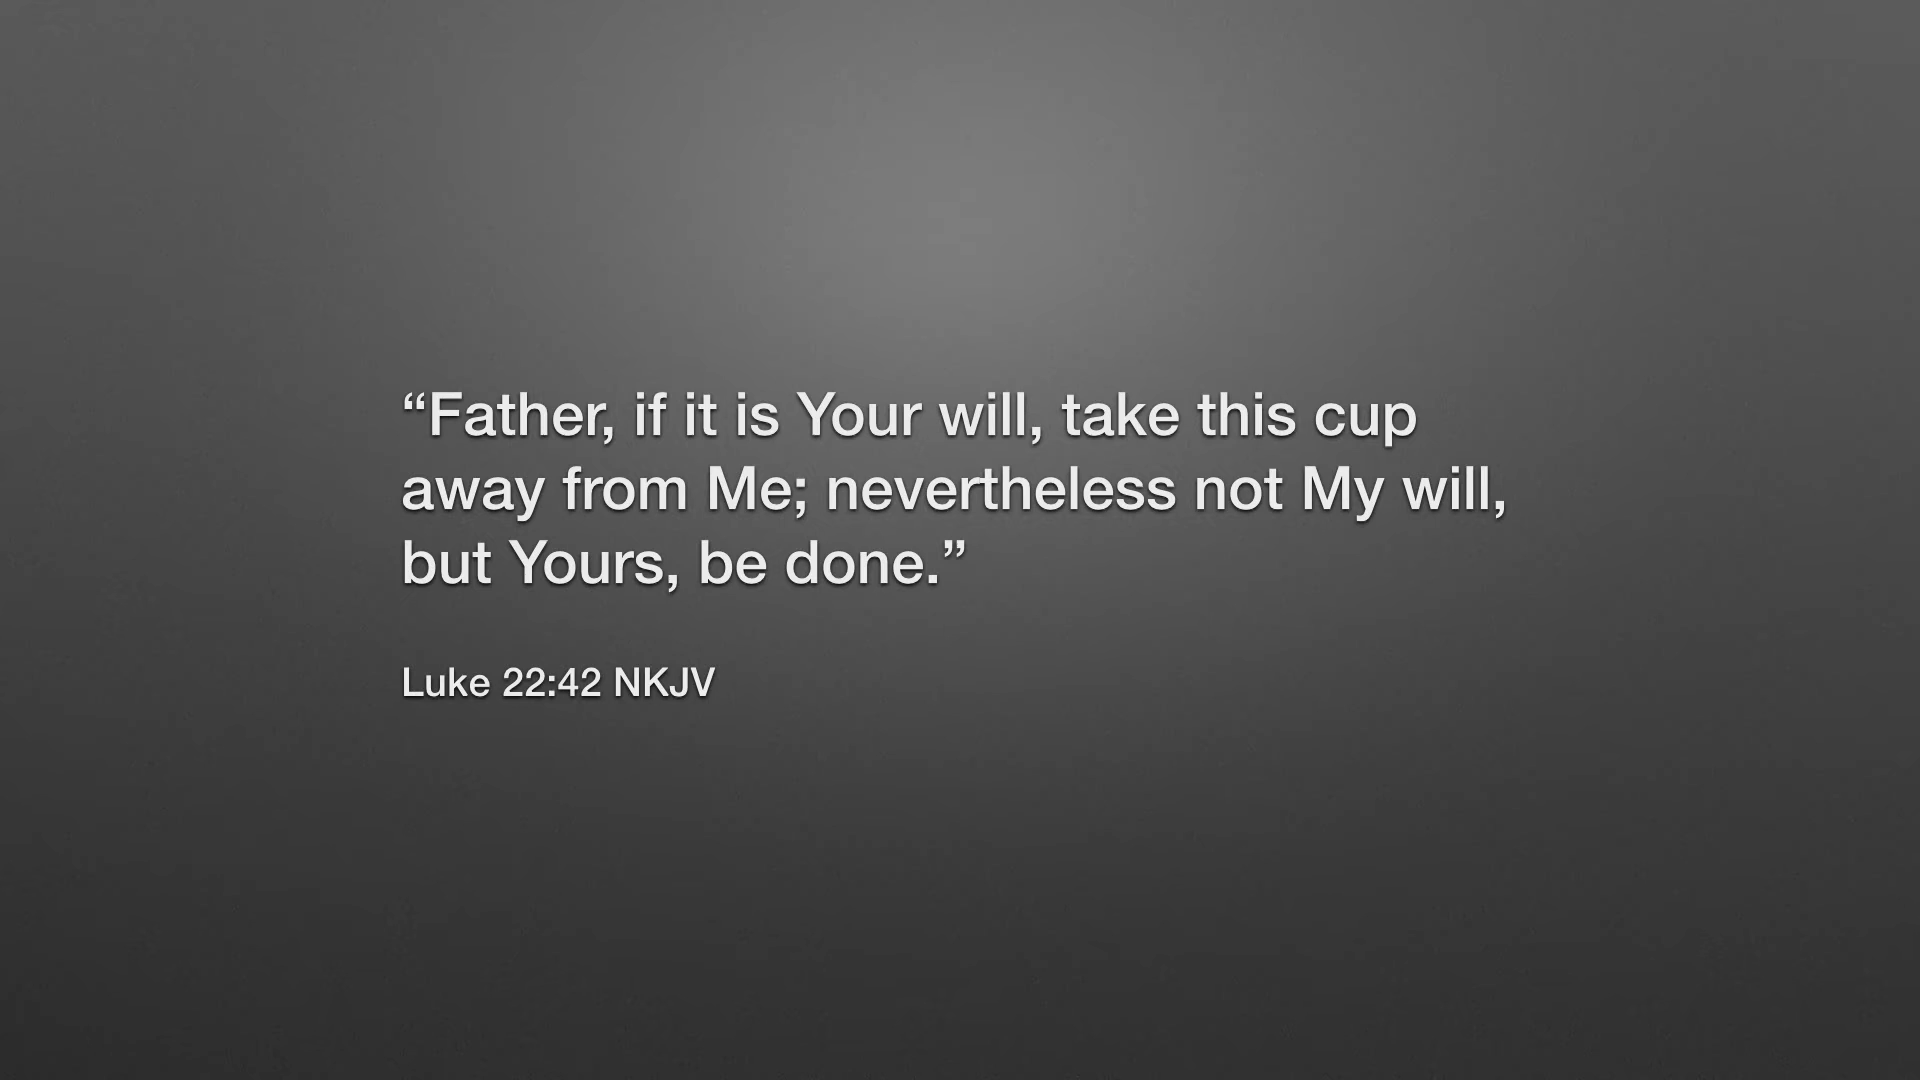 “Father, if it is Your will, take this cup
away from Me; nevertheless not My will,
but Yours, be done.”
Luke 22:42 NKJV